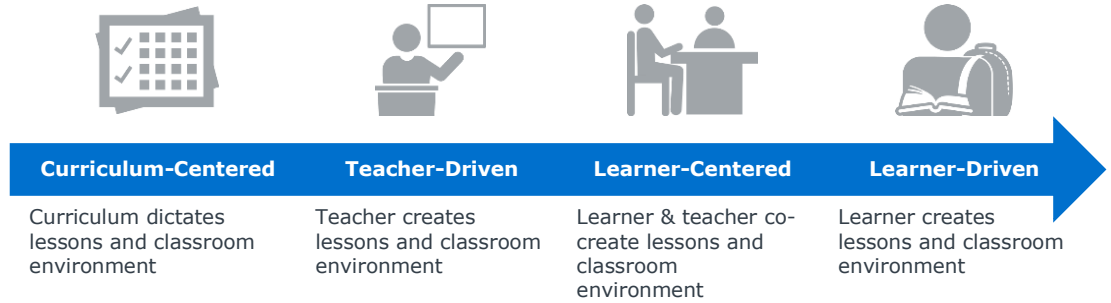 Curriculum-Centered
Teacher-Driven
Learner-Centered
Learner-Driven
Curriculum dictates
lessons and classroom
environment
Teacher creates
lessons and classroom
environment
Learner & teacher co-
create lessons and
classroom
environment
Learner creates
lessons and classroom
environment